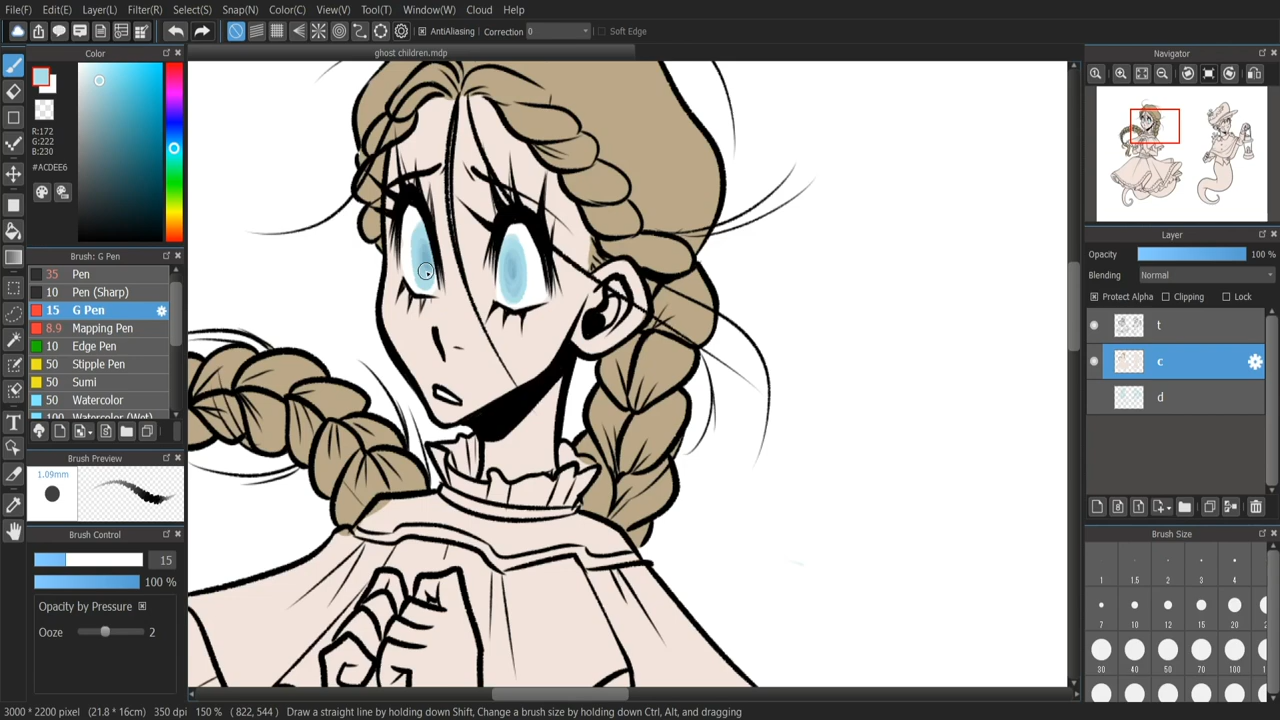 File(F) Edit(E) Layer(L) Filter(R) Select(S) Snap(N) Color(C) View(V) Tool(T) Window(W) Cloud Help
AntiAliasing Correction 0 Soft Edge
Color
R:172
G:222
B:230
#ACDEE6
Brush: G Pen
35 Pen
10 Pen (Sharp)
15 G Pen
8.9 Mapping Pen
10 Edge Pen
50 Stipple Pen
50 Sumi
50 Watercolor
100 Watercolor (Wet)
Brush Preview
1.09mm
Brush Control
15
100 %
Opacity by Pressure
Ooze 2
ghost children.mdp
Navigator
Layer
Opacity 100 %
Blending Normal
Protect Alpha Clipping Lock
t
c
d
Brush Size
1 1.5 2 3 4
7 10 12 15 20
30 40 50 70 100
3000 * 2200 pixel (21.8 * 16cm) 350 dpi 150 % ( 822, 544 ) Draw a straight line by holding down Shift, Change a brush size by holding down Ctrl, Alt, and dragging